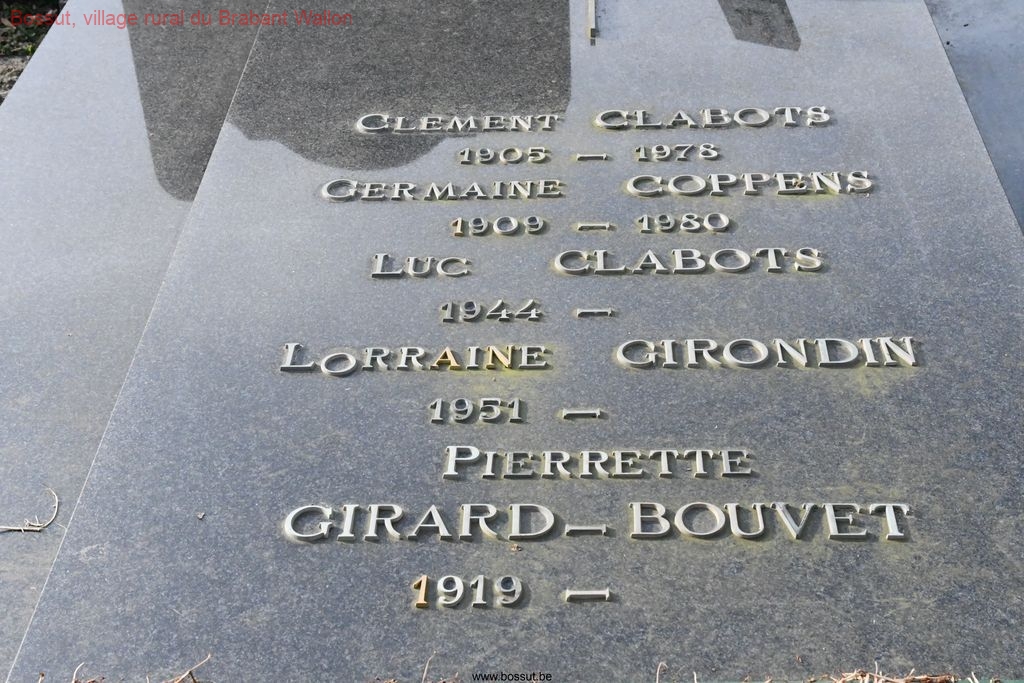 Bossut, village rural du Brabant Wallon
CLEMENT CLABOTS
1905 – 1978
GERMAINE COPPENS
1909 – 1980
LUC CLABOTS
1944 –
LORRAINE GIRONDIN
1951 –
PIERRETTE
GIRARD–BOUVET
1919 –
www.bossut.be